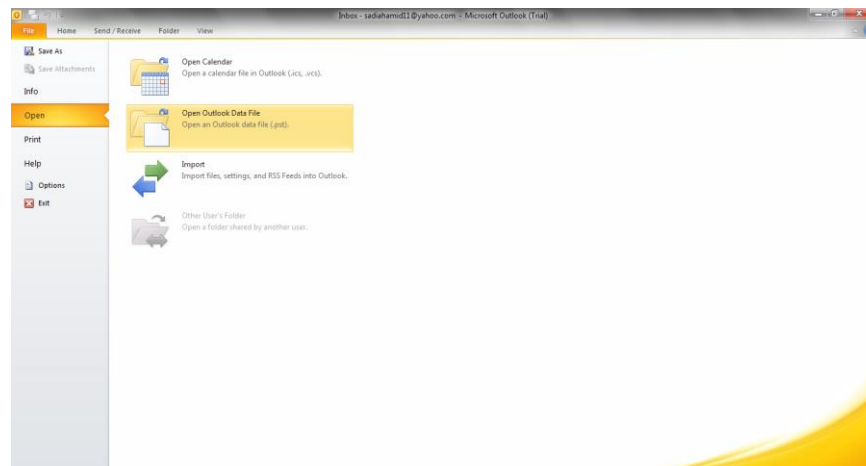 Inbox - sadiahamid11@yahoo.com - Microsoft Outlook (Trial)
File Home Send / Receive Folder View
Save As
Save Attachments
Info
Open
Print
Help
Options
Exit
Open Calendar
Open a calendar file in Outlook (.ics, .vcs).
Open Outlook Data File
Open an Outlook data file (.pst).
Import
Import files, settings, and RSS Feeds into Outlook.
Other User's Folder
Open a folder shared by another user.